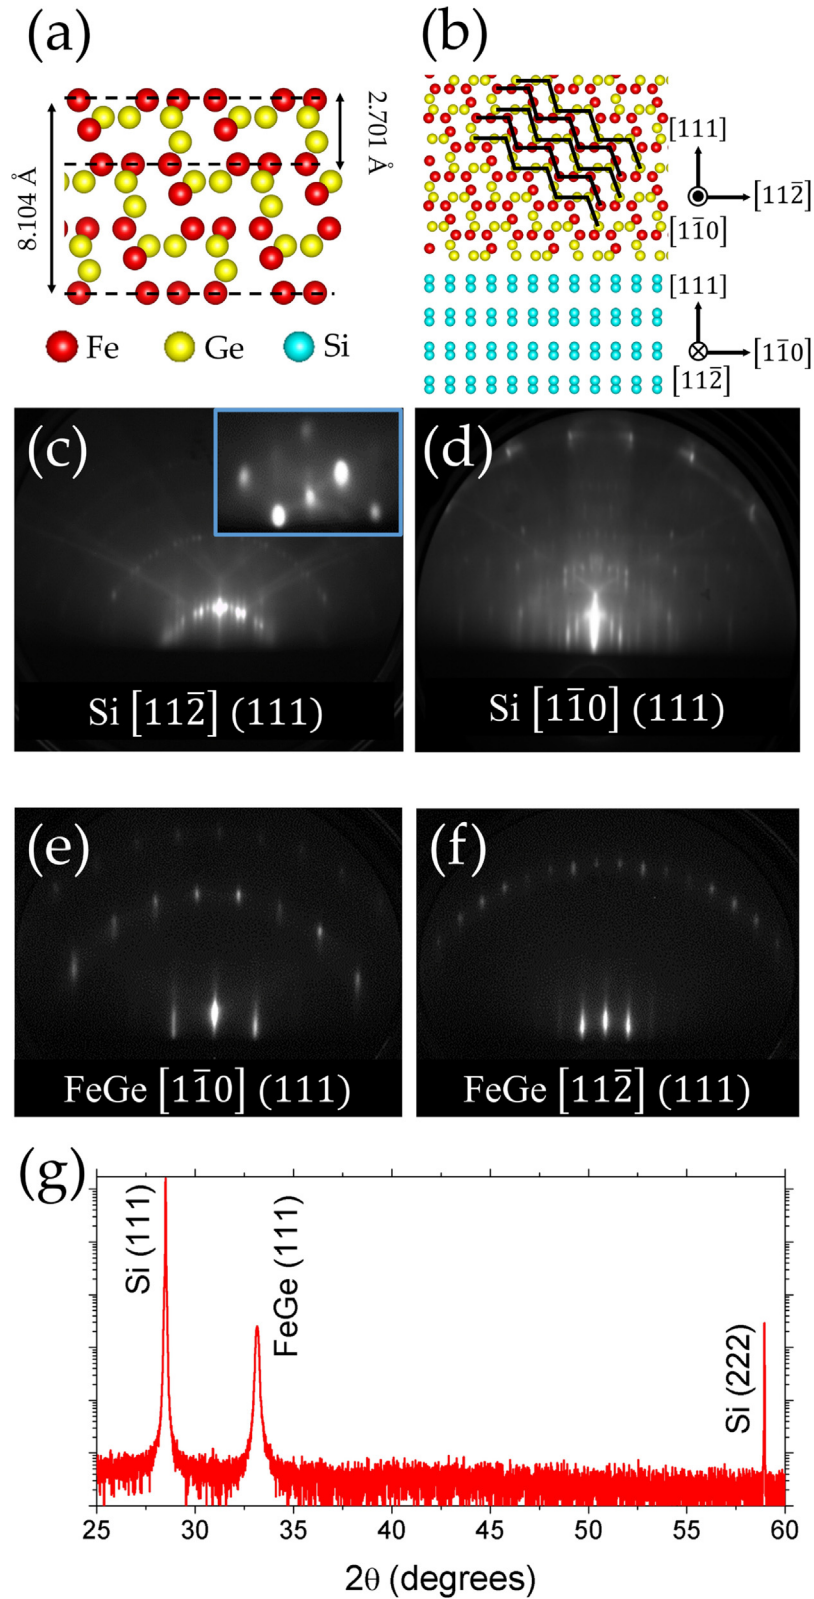 (a)
8.104 Å
2.701 Å
Fe Ge Si
(b)
[111]
[112̅]
[11̅0]
[111]
[11̅0]
[112̅]
(c)
Si [112̅] (111)
(d)
Si [11̅0] (111)
(e)
FeGe [11̅0] (111)
(f)
FeGe [112̅] (111)
(g)
Si (111)
FeGe (111)
Si (222)
25 30 35 40 45 50 55 60
2θ (degrees)